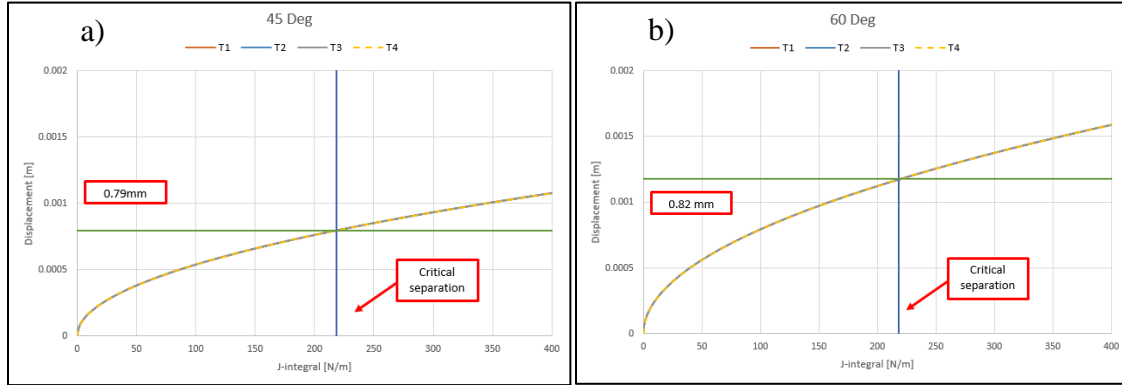 a)
45 Deg
T1 T2 T3 T4
0.002
0.0015
0.001
0.0005
0
Displacement [m]
0.79mm
Critical
separation
0 50 100 150 200 250 300 350 400
J-integral [N/m]
b)
60 Deg
T1 T2 T3 T4
0.002
0.0015
0.001
0.0005
0
Displacement [m]
0.82 mm
Critical
separation
0 50 100 150 200 250 300 350 400
J-integral [N/m]